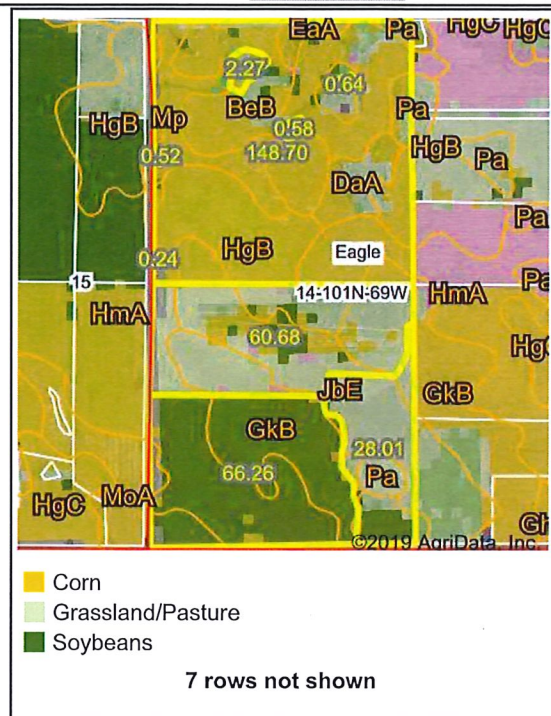 EaA Pa HgC HgC
2.27 0.64
HgB Mp BeB Pa
0.58 HgB Pa
0.52 148.70
DaA
Pa
0.24 HgB Eagle
15 14-101N-69W HmA Pa
HmA
60.68
JbE GkB
GkB
66.26 28.01
Pa
HgC MoA
©2019 AgriData, Inc.
Corn
Grassland/Pasture
Soybeans
7 rows not shown